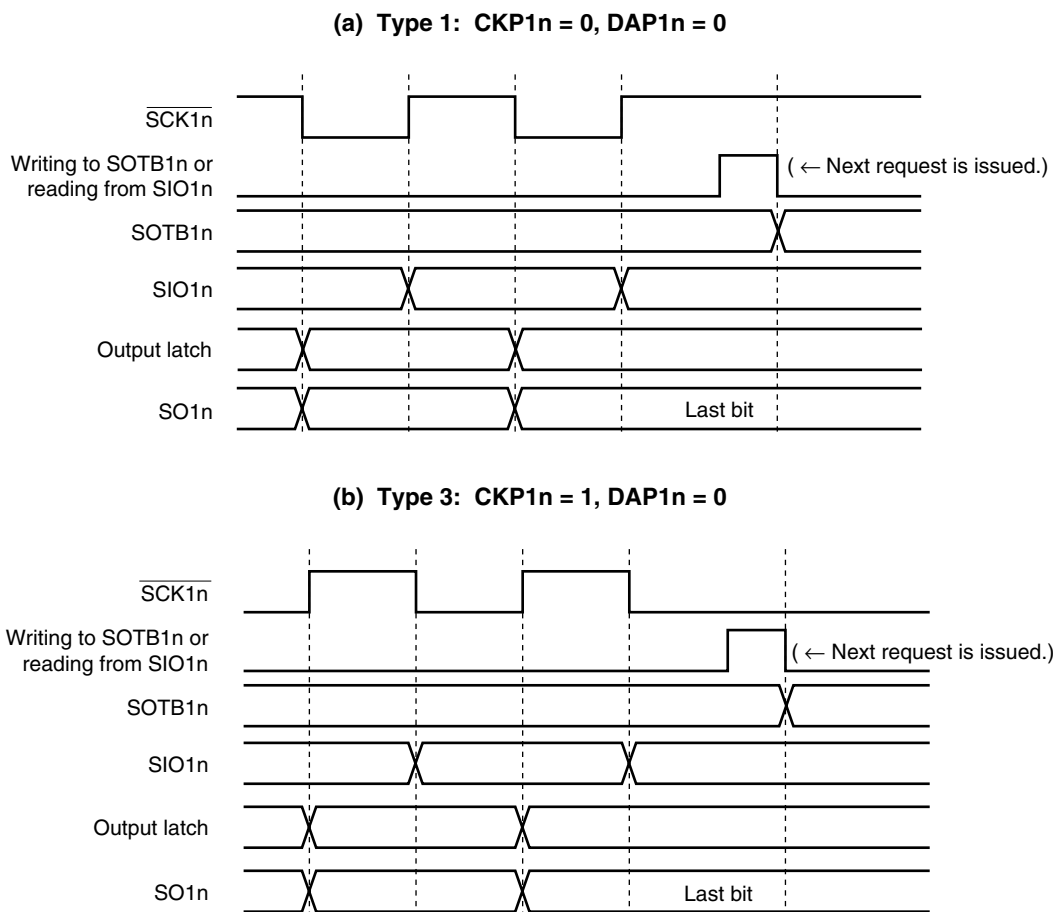 (a) Type 1: CKP1n = 0, DAP1n = 0
SCK1n
Writing to SOTB1n or
reading from SIO1n
( ← Next request is issued.)
SOTB1n
SIO1n
Output latch
SO1n
Last bit
(b) Type 3: CKP1n = 1, DAP1n = 0
SCK1n
Writing to SOTB1n or
reading from SIO1n
( ← Next request is issued.)
SOTB1n
SIO1n
Output latch
SO1n
Last bit